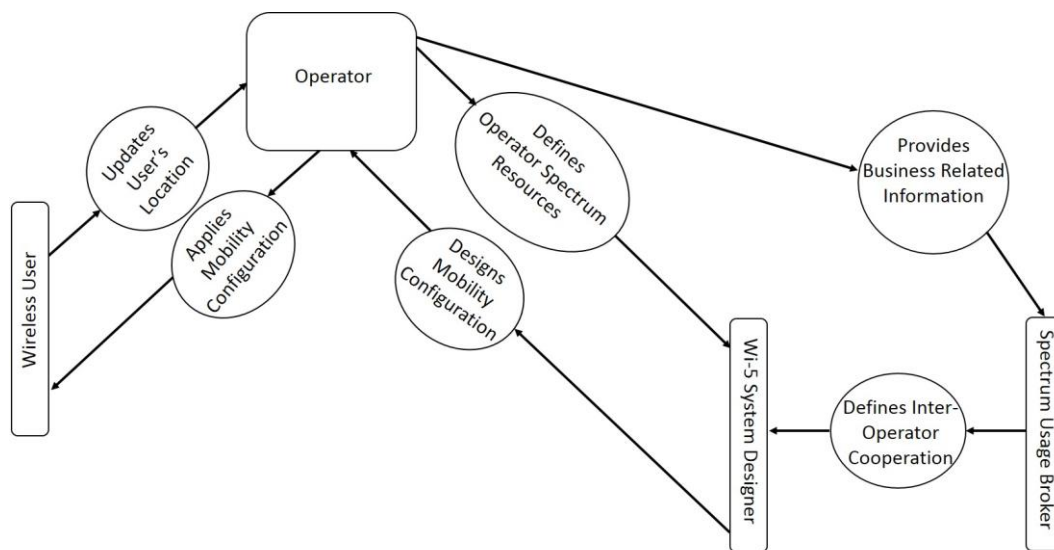 Operator
Updates
User's
Location
Applies
Mobility
Configuration
Defines
Operator Spectrum
Resources
Designs
Mobility
Configuration
Provides
Business Related
Information
Wireless User
Wi-5 System Designer
Defines Inter-
Operator
Cooperation
Spectrum Usage Broker